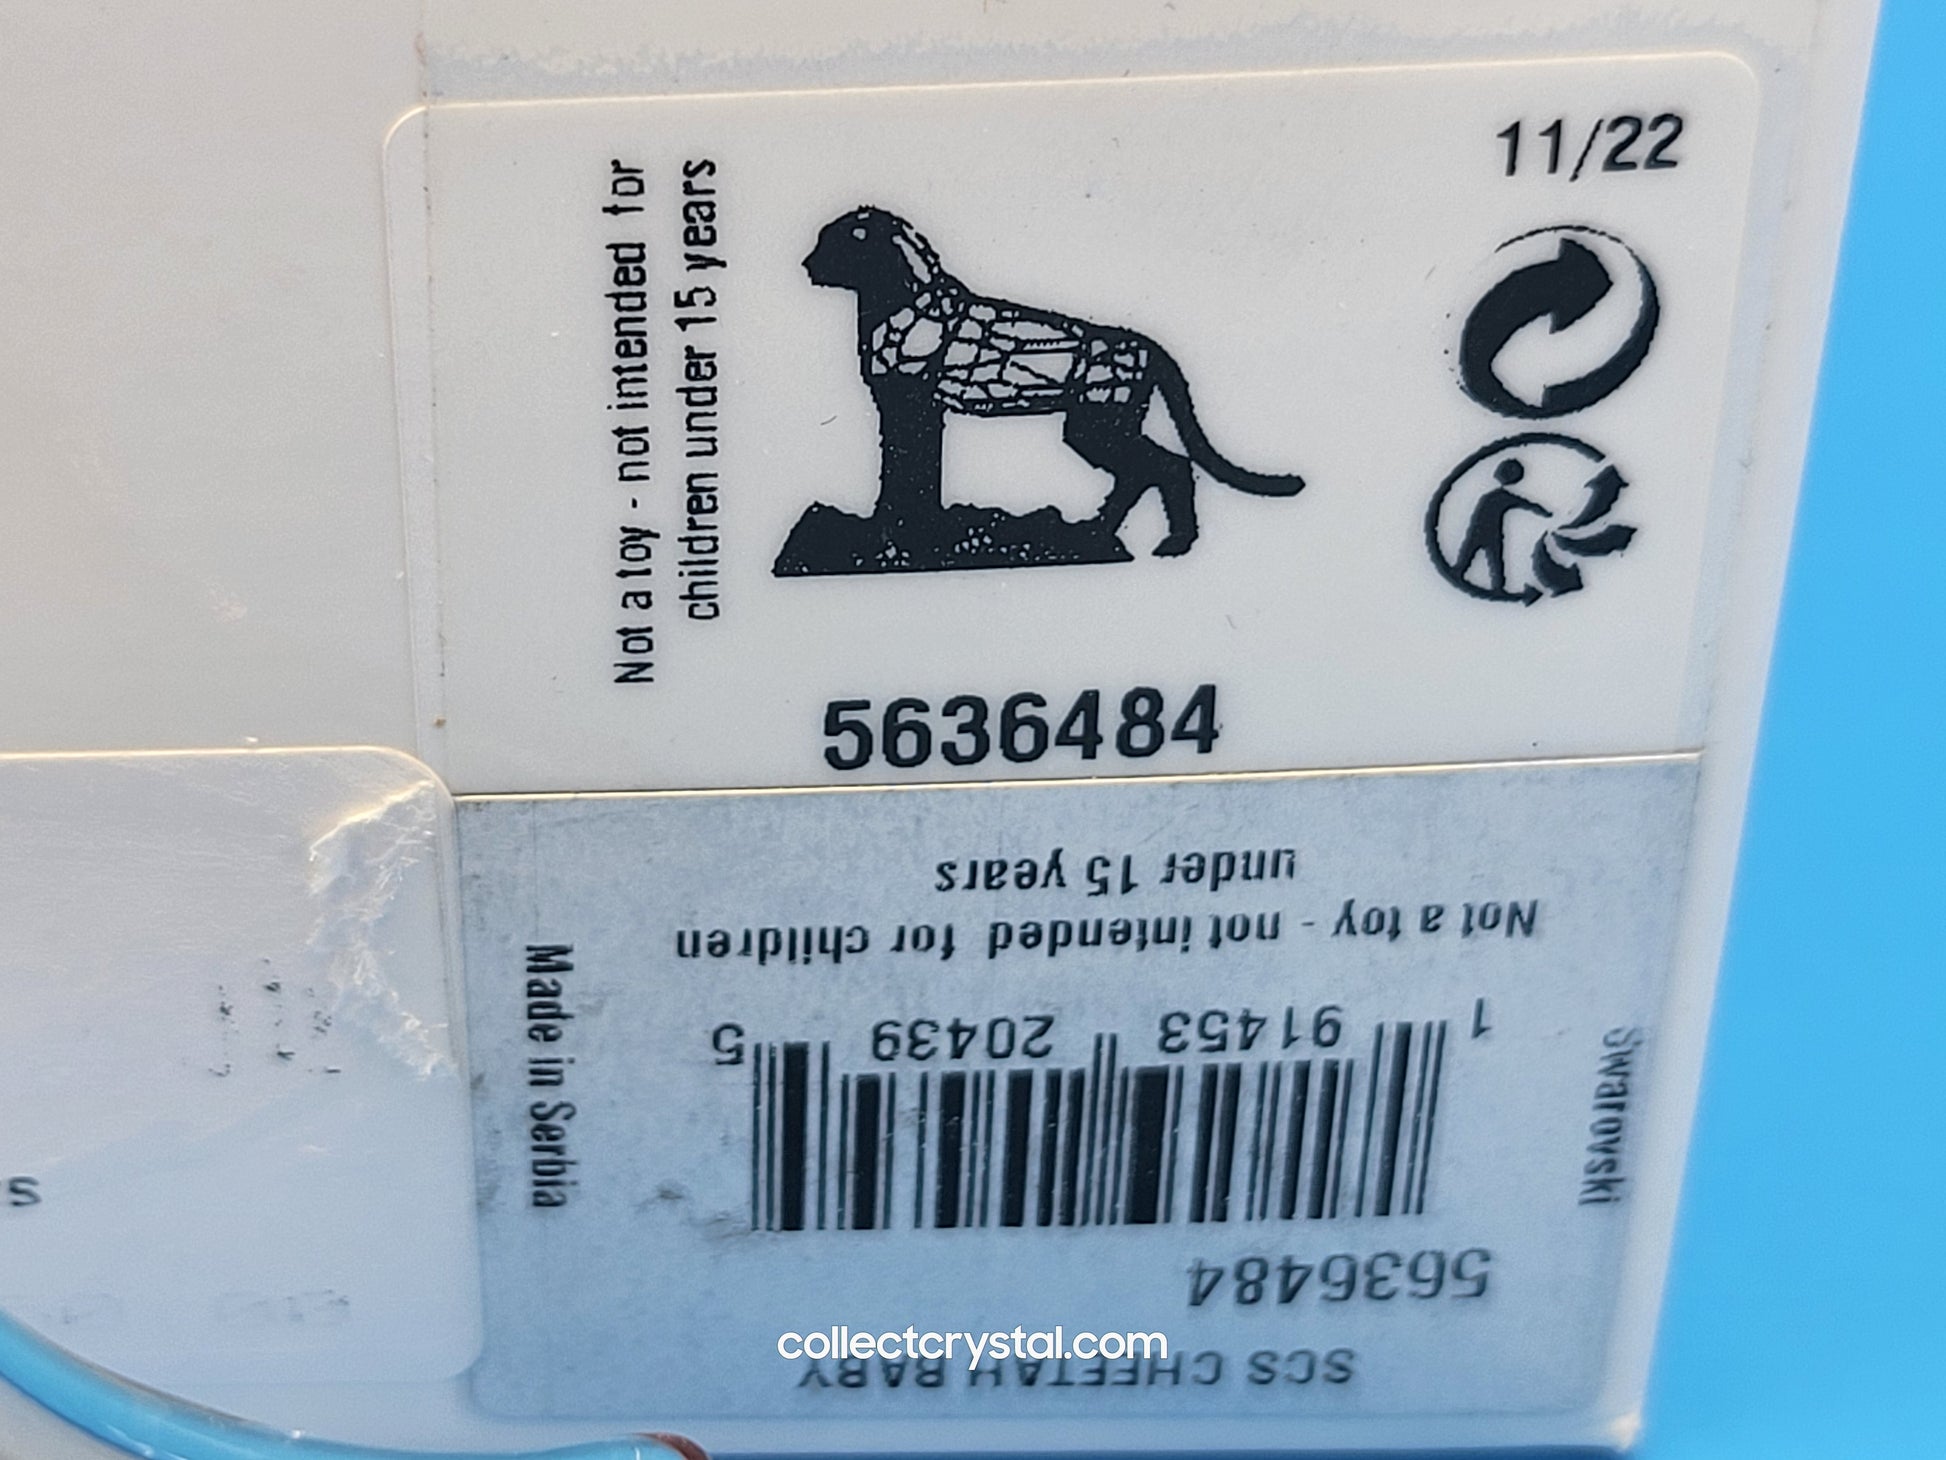 11/22
Not a toy - not intended for
children under 15 years
5636484
Not a toy - not intended for children
under 15 years
Made in Serbia
1 91453 20439 5
Swarovski
5636484
SCS CHEETAH BABY
collectcrystal.com
s